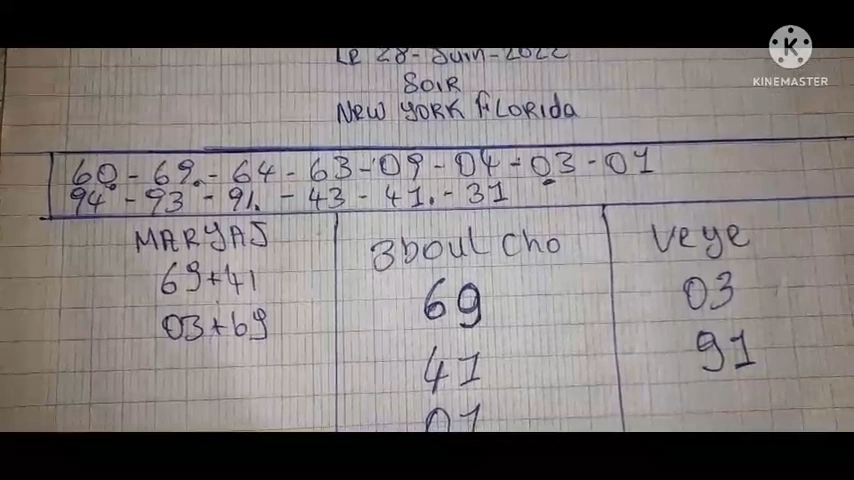 Le 28-Juin-2022
SOIR
New YORK FLORida
60 - 69 - 64 - 63 - 09 - 04 - 03 - 01
94 - 93 - 91 - 43 - 41 - 31
MARYAJ
69+41
03+69
3boul cho
69
41
01
veye
03
91
KINEMASTER